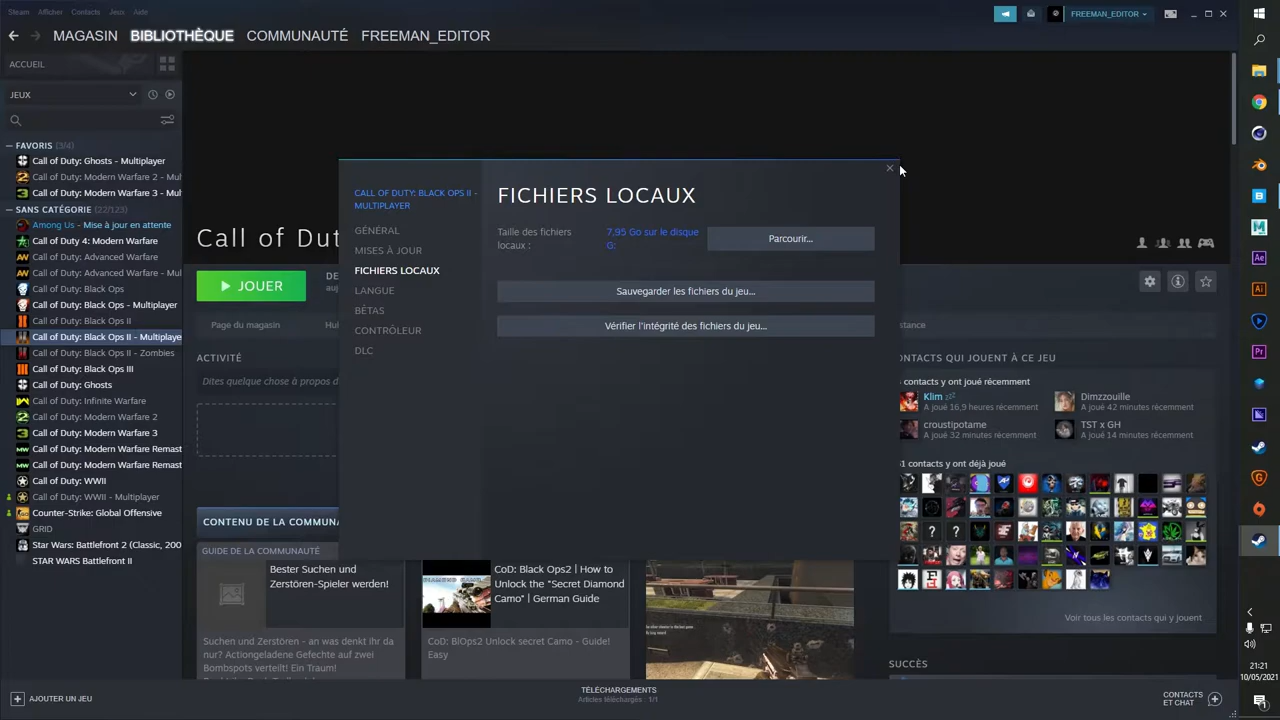 Steam Afficher Contacts Jeux Aide
FREEMAN_EDITOR
MAGASIN BIBLIOTHÈQUE COMMUNAUTÉ FREEMAN_EDITOR
ACCUEIL
JEUX
FAVORIS (3/4)
Call of Duty: Ghosts - Multiplayer
Call of Duty: Modern Warfare 2 - Mu
Call of Duty: Modern Warfare 3 - Mul
SANS CATÉGORIE (22/123)
Among Us - Mise à jour en attente
Call of Duty 4: Modern Warfare
Call of Duty: Advanced Warfare
Call of Duty: Advanced Warfare - Mu
Call of Duty: Black Ops
Call of Duty: Black Ops - Multiplayer
Call of Duty: Black Ops II
Call of Duty: Black Ops II - Multiplaye
Call of Duty: Black Ops II - Zombies
Call of Duty: Black Ops III
Call of Duty: Ghosts
Call of Duty: Infinite Warfare
Call of Duty: Modern Warfare 2
Call of Duty: Modern Warfare 3
Call of Duty: Modern Warfare Remast
Call of Duty: Modern Warfare Remast
Call of Duty: WWII
Call of Duty: WWII - Multiplayer
Counter-Strike: Global Offensive
GRID
Star Wars: Battlefront 2 (Classic, 200
STAR WARS Battlefront II
AJOUTER UN JEU
Call of Dut
JOUER
DE
auj
Page du magasin
Hu
ACTIVITÉ
Dites quelque chose à propos d
CONTENU DE LA COMMUNA
GUIDE DE LA COMMUNAUTÉ
Bester Suchen und
Zerstören-Spieler werden!
Suchen und Zerstören - an was denkt ihr da
nur? Actiongeladene Gefechte auf zwei
Bombspots verteilt! Ein Traum!
CoD: Black Ops2 | How to
Unlock the "Secret Diamond
Camo" | German Guide
CoD: BlOps2 Unlock secret Camo - Guide!
Easy
CALL OF DUTY: BLACK OPS II -
MULTIPLAYER
GÉNÉRAL
MISES À JOUR
FICHIERS LOCAUX
LANGUE
BÊTAS
CONTRÔLEUR
DLC
FICHIERS LOCAUX
Taille des fichiers
locaux :
7,95 Go sur le disque
G:
Parcourir...
Sauvegarder les fichiers du jeu...
Vérifier l'intégrité des fichiers du jeu...
stance
ONTACTS QUI JOUENT À CE JEU
contacts y ont joué récemment
Klim zzz
A joué 16,9 heures récemment
Dimzzouille
A joué 42 minutes récemment
croustipotame
A joué 32 minutes récemment
TST x GH
A joué 14 minutes récemment
61 contacts y ont déjà joué
Voir tous les contacts qui y jouent
SUCCÈS
TÉLÉCHARGEMENTS
Articles téléchargés : 1/1
CONTACTS
ET CHAT
21:21
10/05/2021